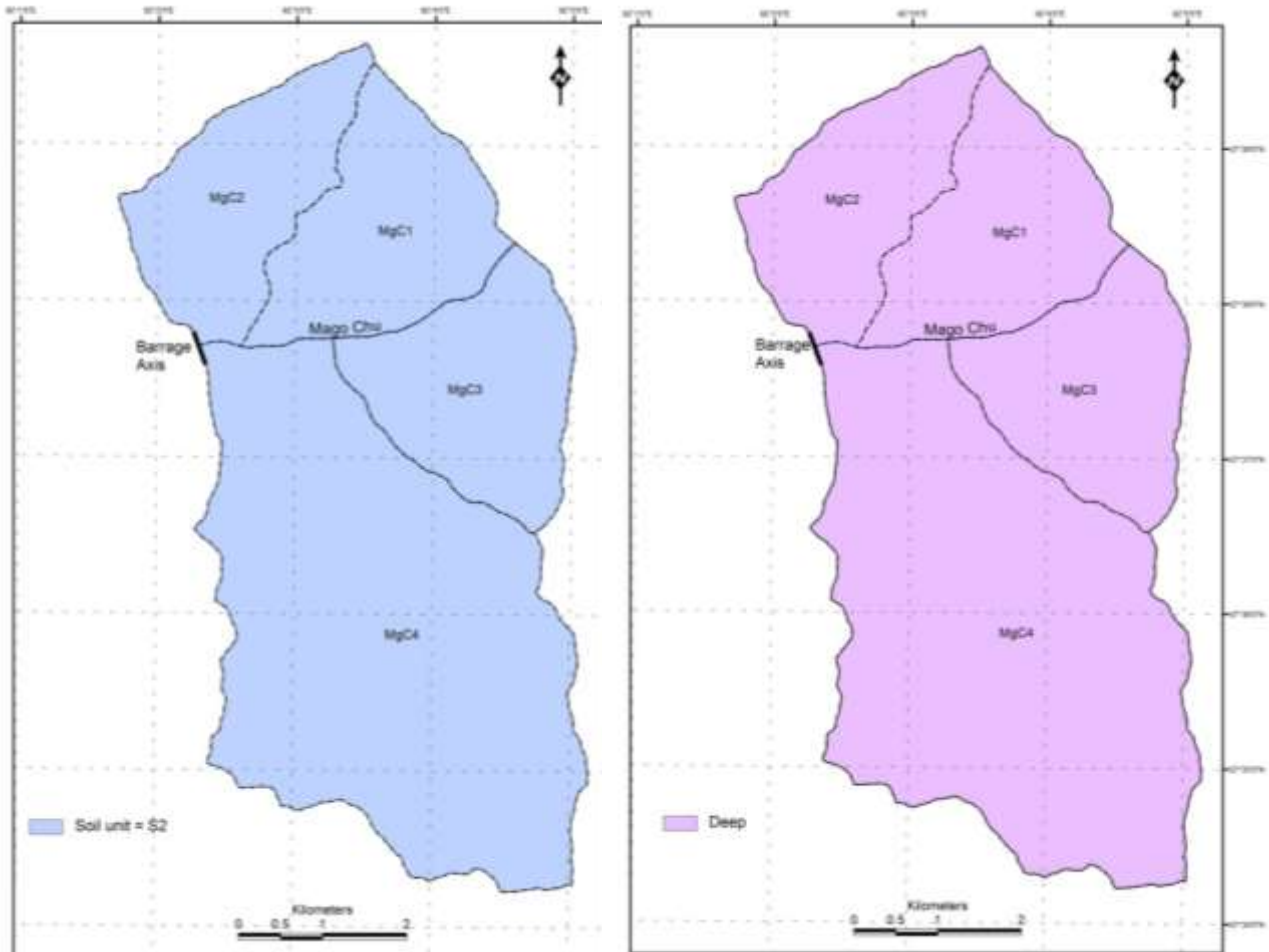 N
MgC2
MgC1
Mago Chu
Barrage
Axis
MgC3
MgC4
Soil unit = S2
Kilometers
0 0.5 1 2
N
MgC2
MgC1
Mago Chu
Barrage
Axis
MgC3
MgC4
Deep
Kilometers
0 0.5 1 2